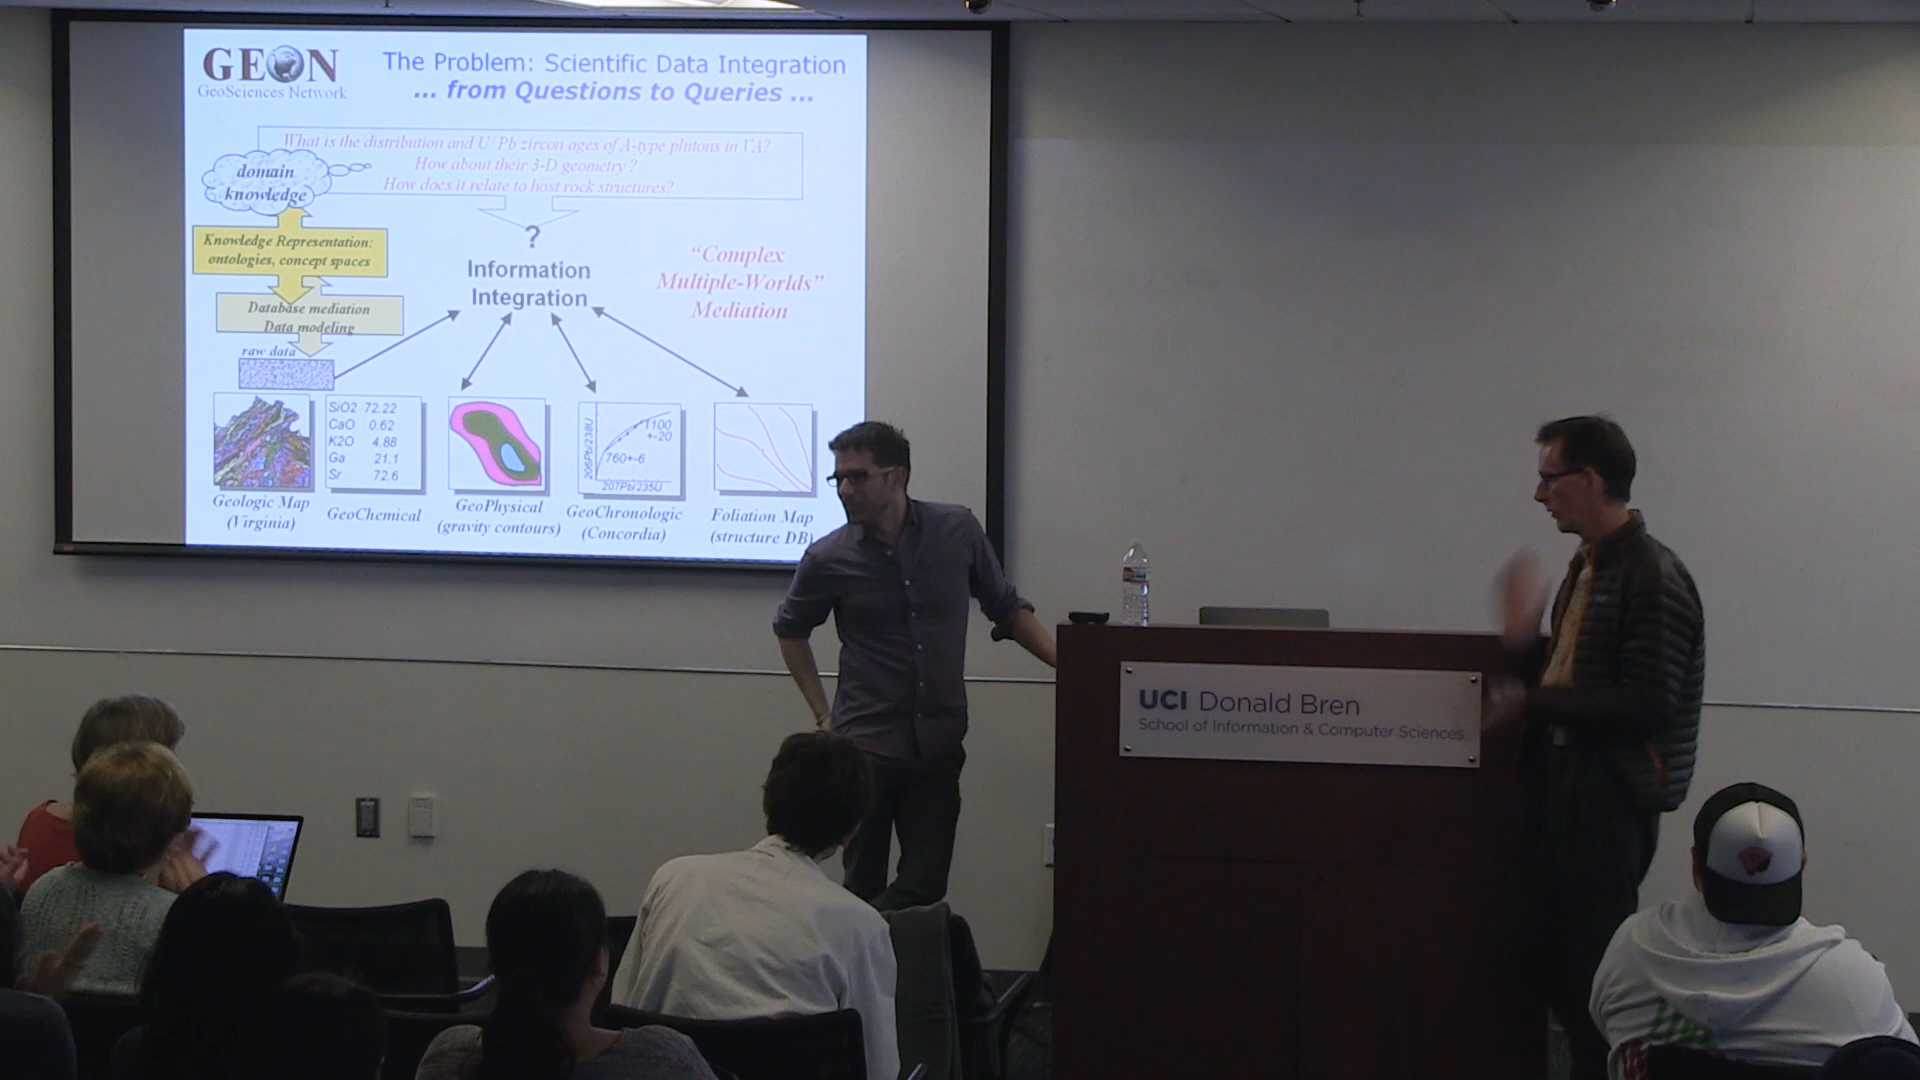 GEON
GeoSciences Network
The Problem: Scientific Data Integration
... from Questions to Queries ...
What is the distribution and U/ Pb zircon ages of A-type plutons in VA?
How about their 3-D geometry?
How does it relate to host rock structures?
domain
knowledge
Knowledge Representation:
ontologies, concept spaces
Database mediation
Data modeling
raw data
?
Information
Integration
“Complex
Multiple-Worlds”
Mediation
SiO2 72.22
CaO 0.62
K2O 4.88
Ga 21.1
Sr 72.6
206Pb/238U
1100
+-20
760+-6
207Pb/235U
Geologic Map
(Virginia)
GeoChemical
GeoPhysical
(gravity contours)
GeoChronologic
(Concordia)
Foliation Map
(structure DB)
UCI Donald Bren
School of Information & Computer Sciences